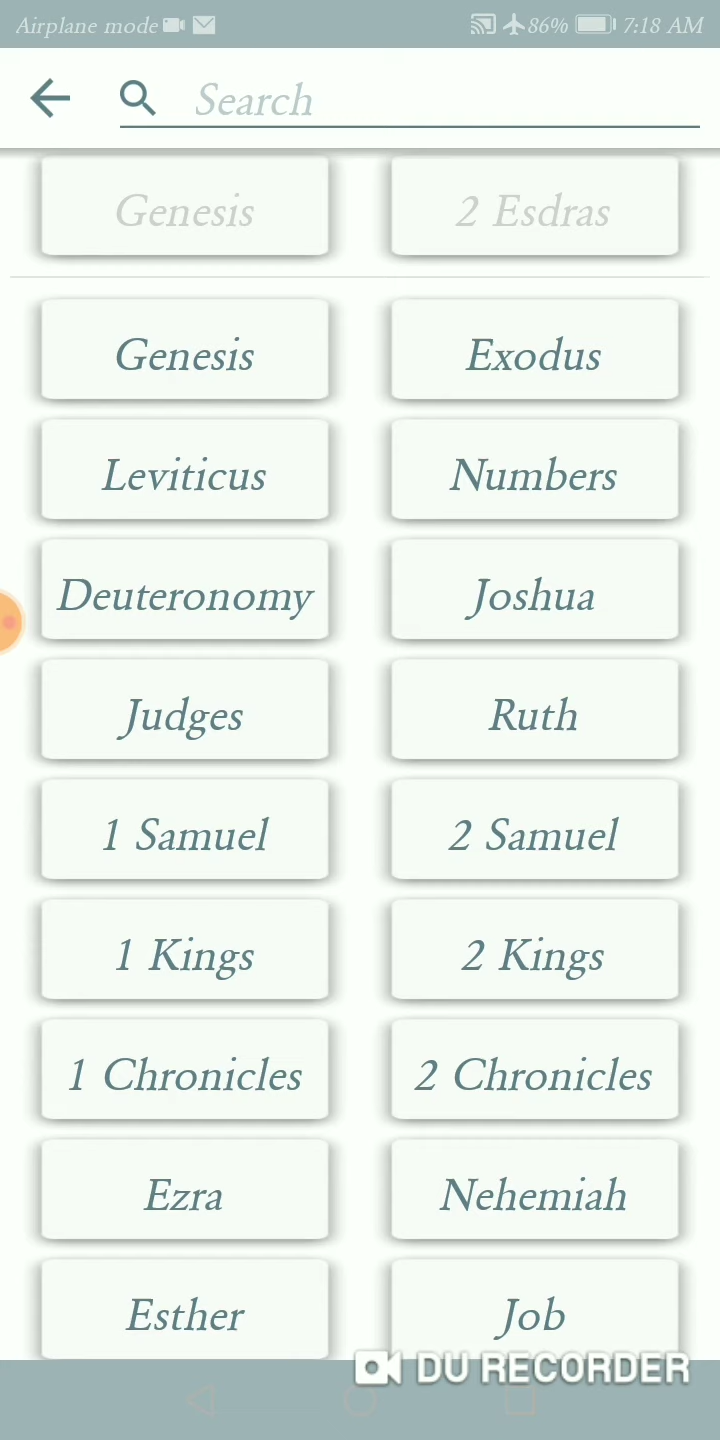 Airplane mode 86% 7:18 AM
Search
Genesis 2 Esdras
Genesis Exodus
Leviticus Numbers
Deuteronomy Joshua
Judges Ruth
1 Samuel 2 Samuel
1 Kings 2 Kings
1 Chronicles 2 Chronicles
Ezra Nehemiah
Esther Job
DU RECORDER